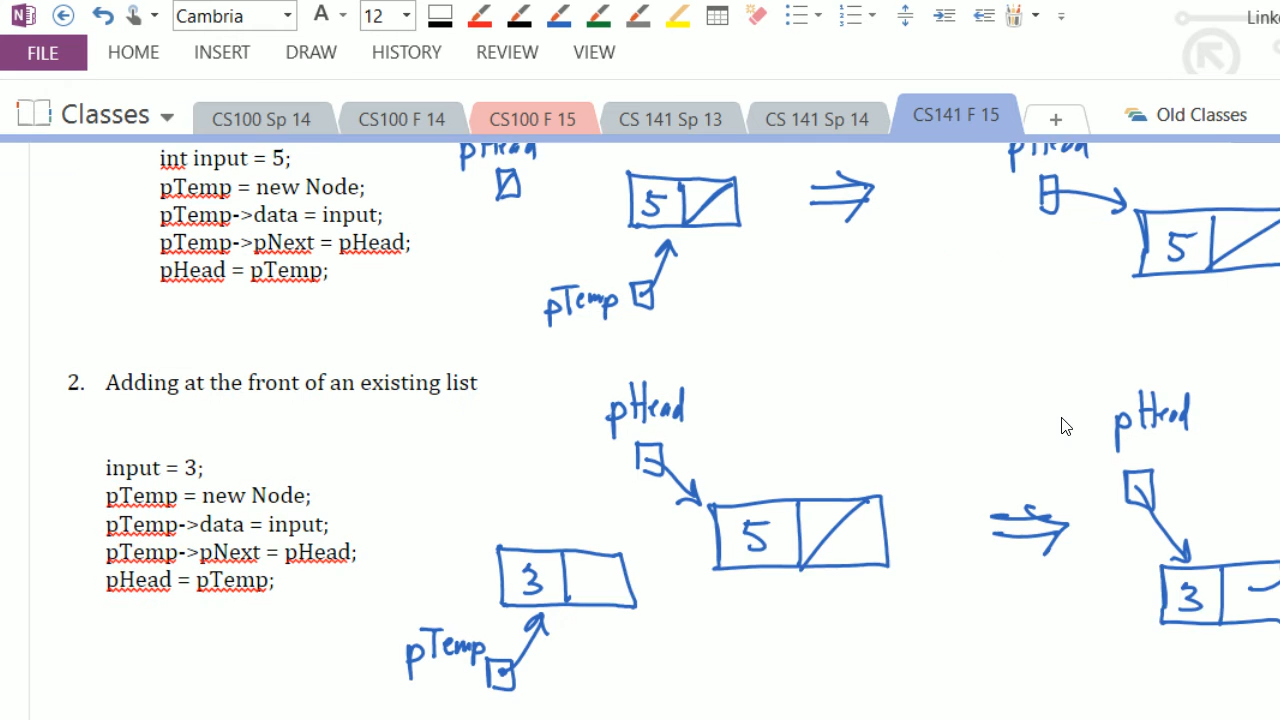 Cambria
A
12
Link
FILE
HOME
INSERT
DRAW
HISTORY
REVIEW
VIEW
Classes
CS100 Sp 14
CS100 F 14
CS100 F 15
CS 141 Sp 13
CS 141 Sp 14
CS141 F 15
+
Old Classes
int input = 5;
pTemp = new Node;
pTemp->data = input;
pTemp->pNext = pHead;
pHead = pTemp;
pHead
5
pTemp
pHead
5
2. Adding at the front of an existing list
input = 3;
pTemp = new Node;
pTemp->data = input;
pTemp->pNext = pHead;
pHead = pTemp;
pHead
5
3
pTemp
pHead
3